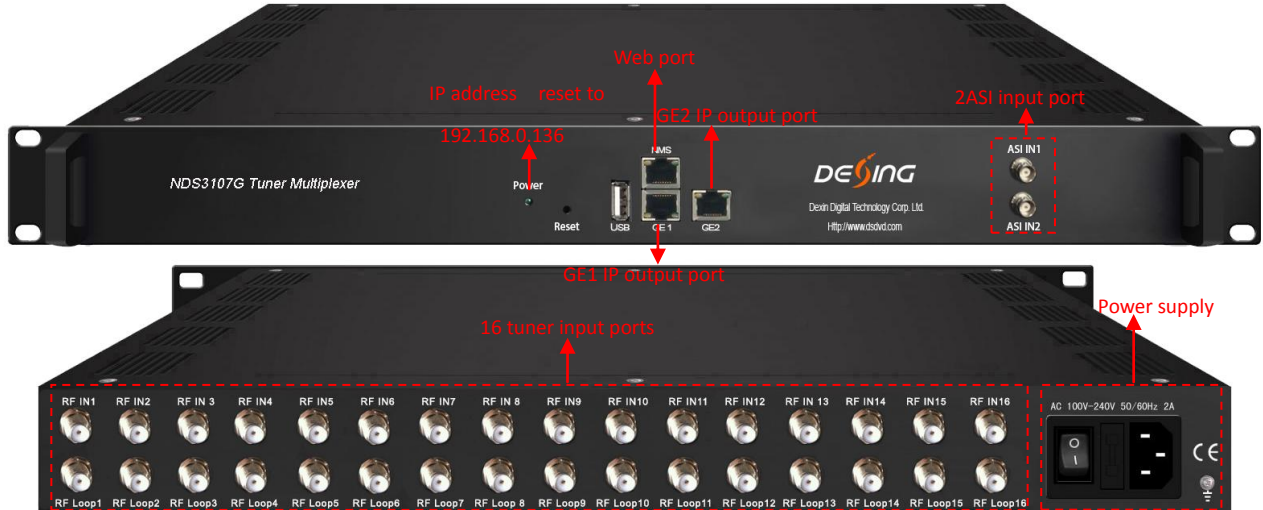 Web port
IP address reset to
192.168.0.136
GE2 IP output port
2ASI input port
NDS3107G Tuner Multiplexer
Power
Reset
USB
NMS
GE 1
GE2
DESING
Dexin Digital Technology Corp. Ltd.
Http://www.dsdvd.com
ASI IN1
ASI IN2
GE1 IP output port
16 tuner input ports
Power supply
RF IN1 RF IN2 RF IN 3 RF IN4 RF IN5 RF IN6 RF IN7 RF IN 8 RF IN9 RF IN10 RF IN11 RF IN12 RF IN 13 RF IN14 RF IN15 RF IN16
AC 100V-240V 50/60Hz 2A
O
I
CE
RF Loop1 RF Loop2 RF Loop3 RF Loop4 RF Loop5 RF Loop6 RF Loop7 RF Loop 8 RF Loop9 RF Loop10 RF Loop11 RF Loop12 RF Loop13 RF Loop14 RF Loop15 RF Loop16